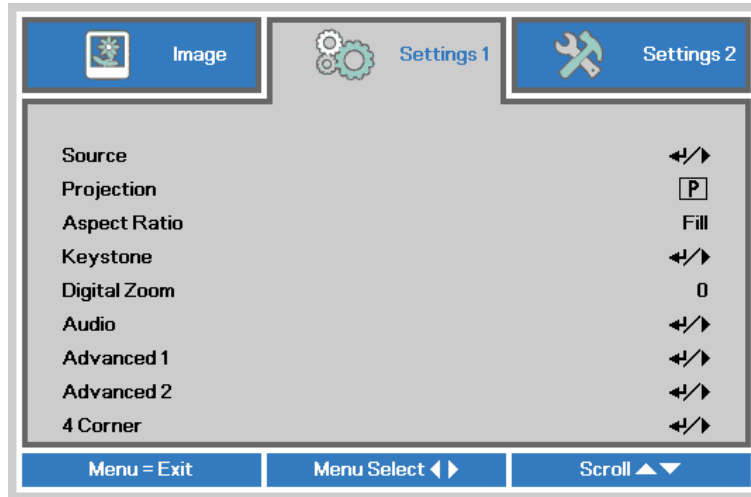 Image Settings 1 Settings 2
Source
Projection P
Aspect Ratio Fill
Keystone
Digital Zoom 0
Audio
Advanced 1
Advanced 2
4 Corner
Menu = Exit Menu Select Scroll